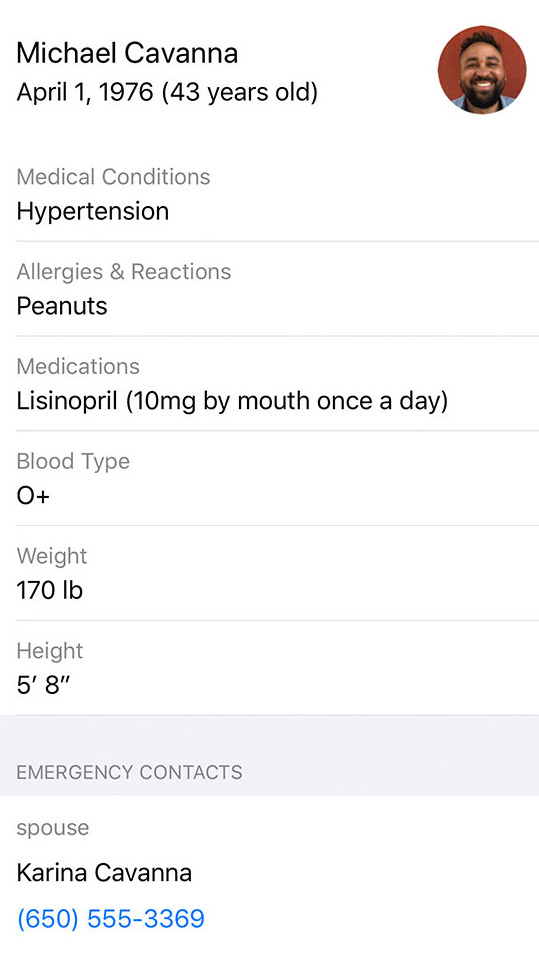 Michael Cavanna
April 1, 1976 (43 years old)
Medical Conditions
Hypertension
Allergies & Reactions
Peanuts
Medications
Lisinopril (10mg by mouth once a day)
Blood Type
O+
Weight
170 lb
Height
5′ 8″
EMERGENCY CONTACTS
spouse
Karina Cavanna
(650) 555-3369